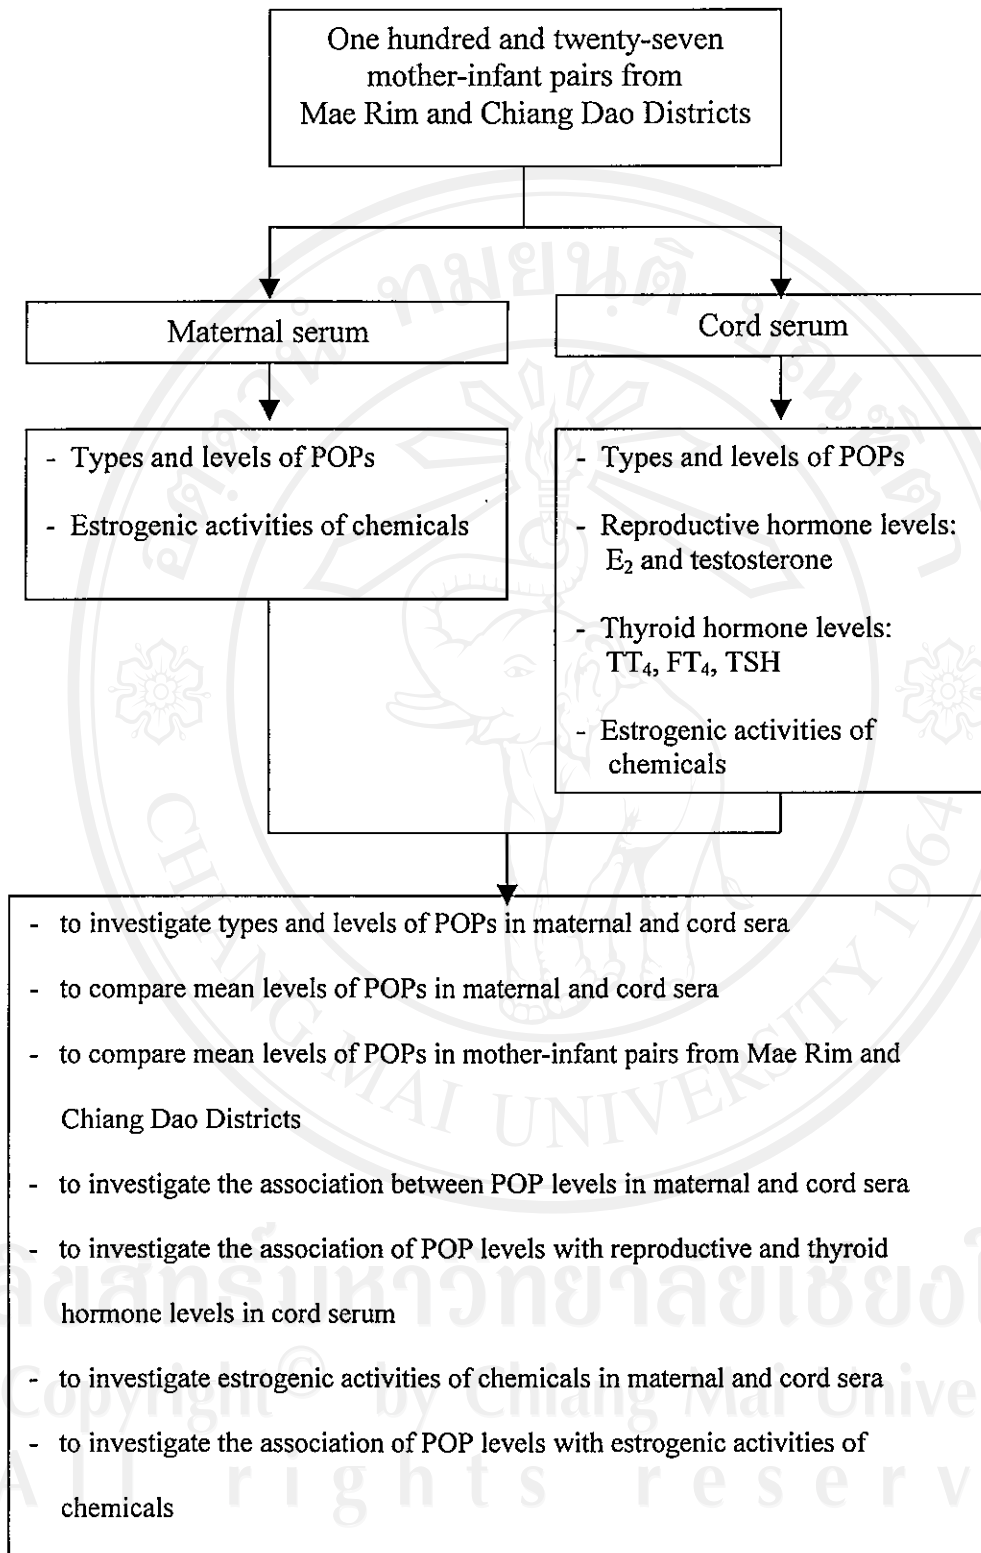 One hundred and twenty-seven
mother-infant pairs from
Mae Rim and Chiang Dao Districts
Maternal serum
Cord serum
- Types and levels of POPs
- Estrogenic activities of chemicals
- Types and levels of POPs
- Reproductive hormone levels:
E₂ and testosterone
- Thyroid hormone levels:
TT₄, FT₄, TSH
- Estrogenic activities of
chemicals
- to investigate types and levels of POPs in maternal and cord sera
- to compare mean levels of POPs in maternal and cord sera
- to compare mean levels of POPs in mother-infant pairs from Mae Rim and
Chiang Dao Districts
- to investigate the association between POP levels in maternal and cord sera
- to investigate the association of POP levels with reproductive and thyroid
hormone levels in cord serum
- to investigate estrogenic activities of chemicals in maternal and cord sera
- to investigate the association of POP levels with estrogenic activities of
chemicals
CHIANG MAI UNIVERSITY 1964
Copyright© by Chiang Mai Unive
All rights reserv